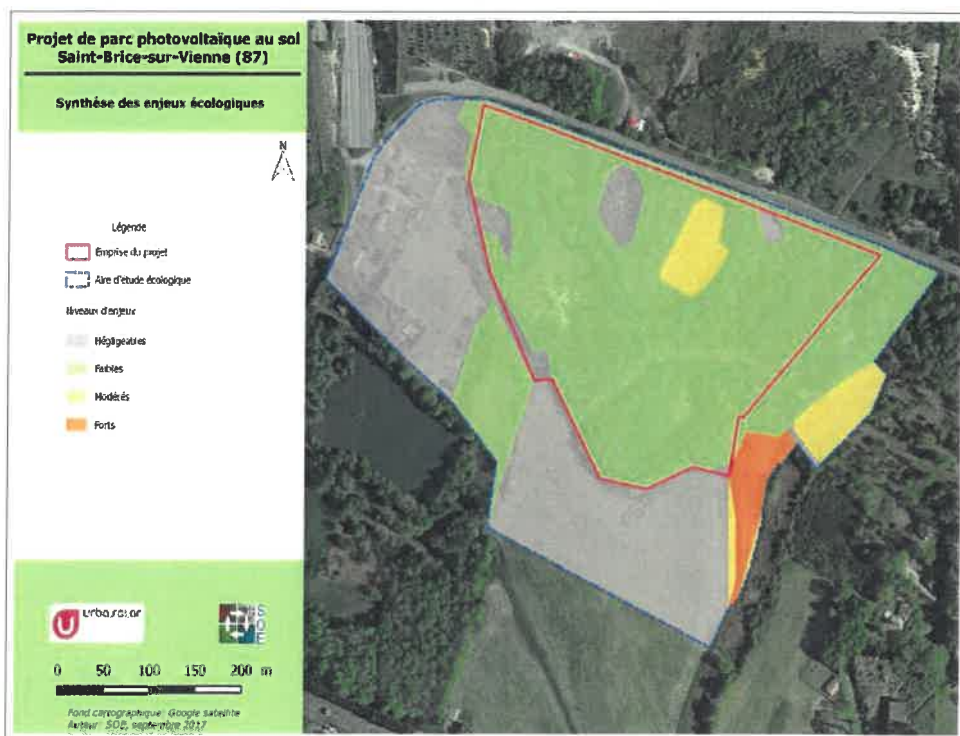 Projet de parc photovoltaïque au sol
Saint-Brice-sur-Vienne (87)
Synthèse des enjeux écologiques
N
Légende
Emprise du projet
Aire d'étude écologique
Niveaux d'enjeux
Négligeables
Faibles
Modérés
Forts
urbasolar
SOE
0 50 100 150 200 m
Fond cartographique: Google satellite
Auteur: SOE, septembre 2017